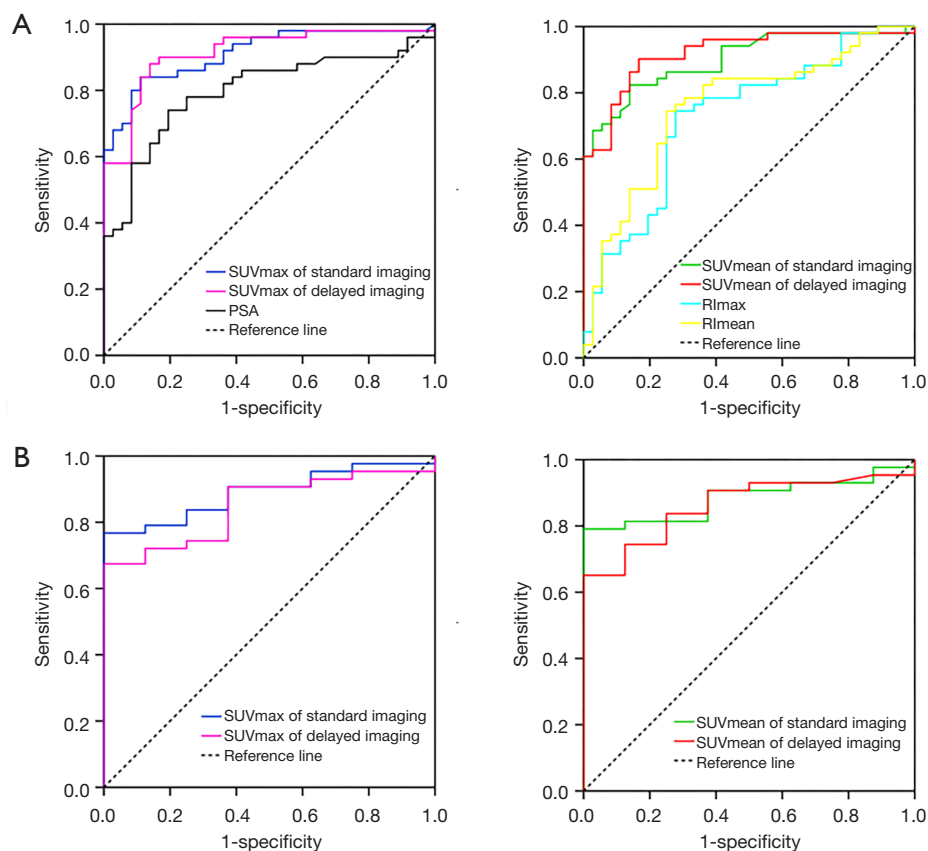 A
1.0
0.8
0.6
0.4
0.2
0.0
Sensitivity
SUVmax of standard imaging
SUVmax of delayed imaging
PSA
Reference line
0.0 0.2 0.4 0.6 0.8 1.0
1-specificity
1.0
0.8
0.6
0.4
0.2
0.0
Sensitivity
SUVmean of standard imaging
SUVmean of delayed imaging
RImax
RImean
Reference line
0.0 0.2 0.4 0.6 0.8 1.0
1-specificity
B
1.0
0.8
0.6
0.4
0.2
0.0
Sensitivity
SUVmax of standard imaging
SUVmax of delayed imaging
Reference line
0.0 0.2 0.4 0.6 0.8 1.0
1-specificity
1.0
0.8
0.6
0.4
0.2
0.0
Sensitivity
SUVmean of standard imaging
SUVmean of delayed imaging
Reference line
0.0 0.2 0.4 0.6 0.8 1.0
1-specificity